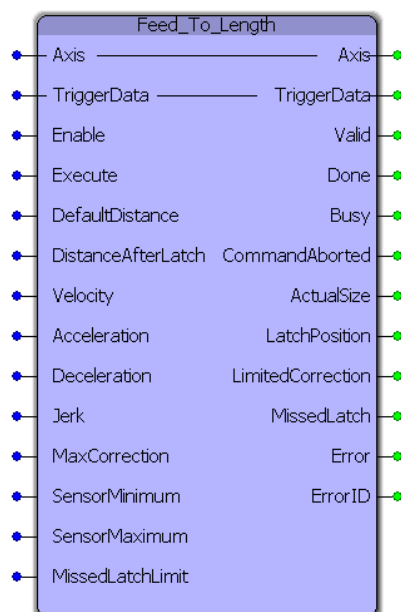 Feed_To_Length
Axis Axis
TriggerData TriggerData
Enable Valid
Execute Done
DefaultDistance Busy
DistanceAfterLatch CommandAborted
Velocity ActualSize
Acceleration LatchPosition
Deceleration LimitedCorrection
Jerk MissedLatch
MaxCorrection Error
SensorMinimum ErrorID
SensorMaximum
MissedLatchLimit